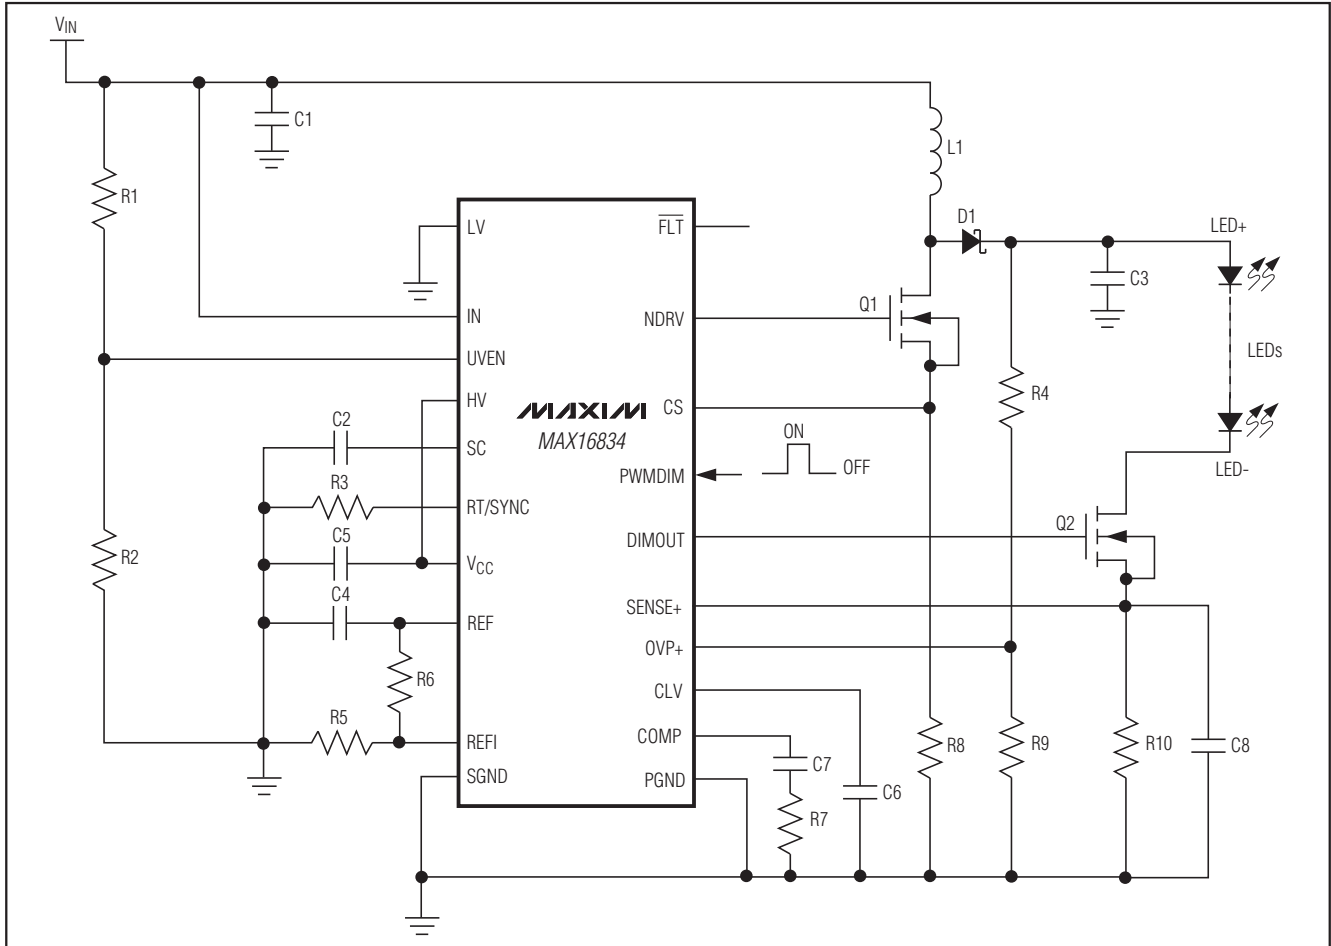 VIN
C1
L1
R1
LV
FLT
D1
LED+
C3
Q1
IN
NDRV
LEDs
UVEN
HV
MAXIM
CS
R4
MAX16834
C2
SC
ON
OFF
PWMDIM
LED-
R3
RT/SYNC
Q2
C5
DIMOUT
R2
VCC
C4
SENSE+
REF
OVP+
R6
CLV
R5
REFI
COMP
R8
R9
R10
C8
SGND
PGND
C7
C6
R7